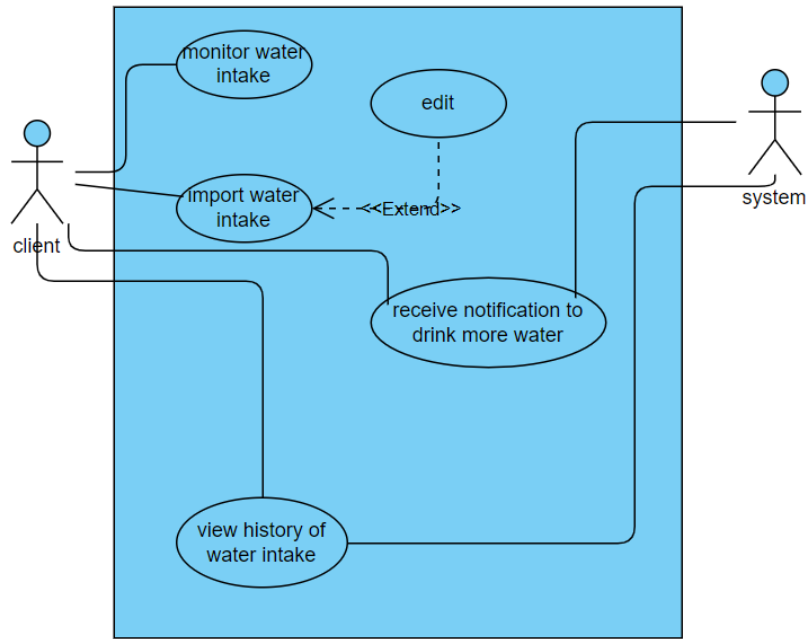 monitor water
intake
edit
import water
intake
<<Extend>>
system
client
receive notification to
drink more water
view history of
water intake